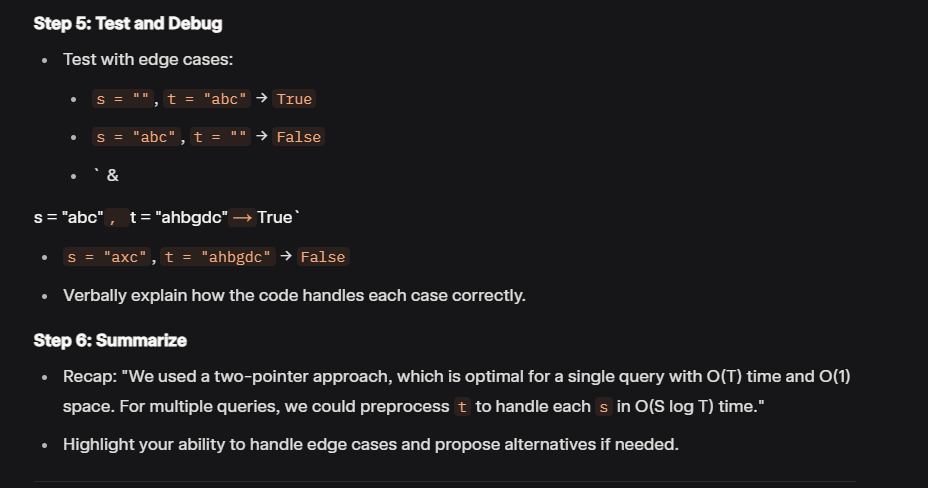 Step 5: Test and Debug
• Test with edge cases:
• s = "", t = "abc" → True
• s = "abc", t = "" → False
• ` &
s = "abc", t = "ahbgdc" → True`
• s = "axc", t = "ahbgdc" → False
• Verbally explain how the code handles each case correctly.
Step 6: Summarize
• Recap: "We used a two-pointer approach, which is optimal for a single query with O(T) time and O(1)
space. For multiple queries, we could preprocess t to handle each s in O(S log T) time."
• Highlight your ability to handle edge cases and propose alternatives if needed.